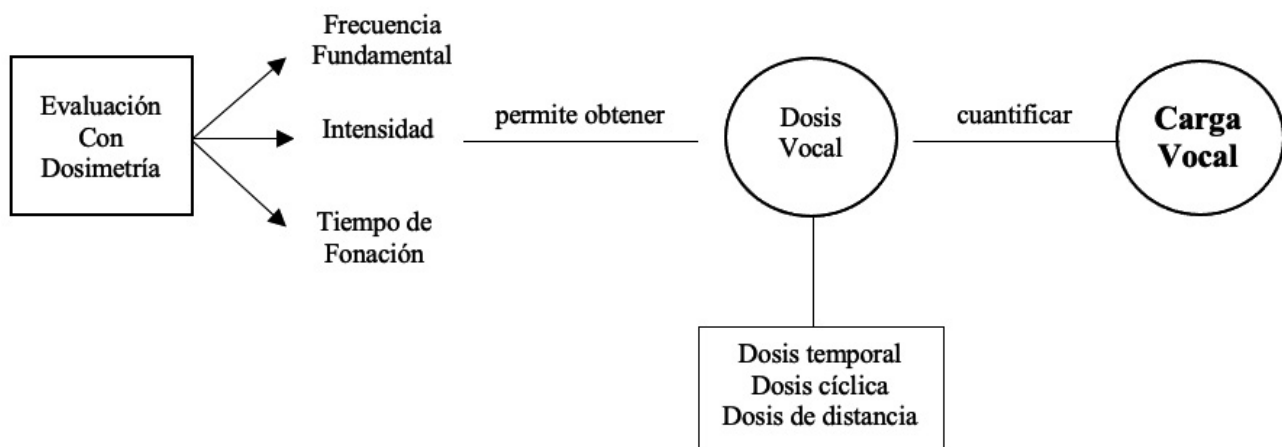 Evaluación
Con
Dosimetría
Frecuencia
Fundamental
Intensidad
Tiempo de
Fonación
permite obtener
Dosis
Vocal
cuantificar
Carga
Vocal
Dosis temporal
Dosis cíclica
Dosis de distancia